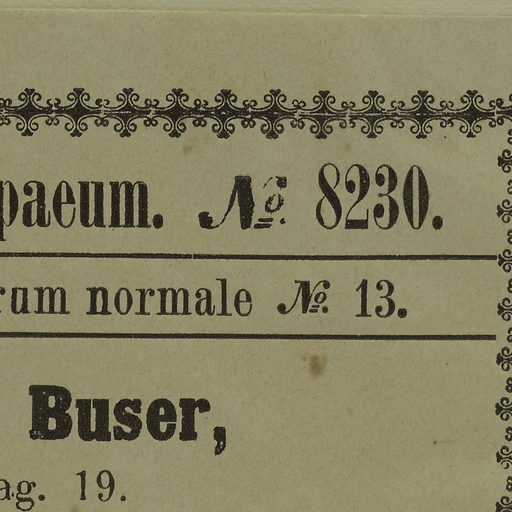 paeum. № 8230.
rum normale № 13.
Buser,
ag. 19.